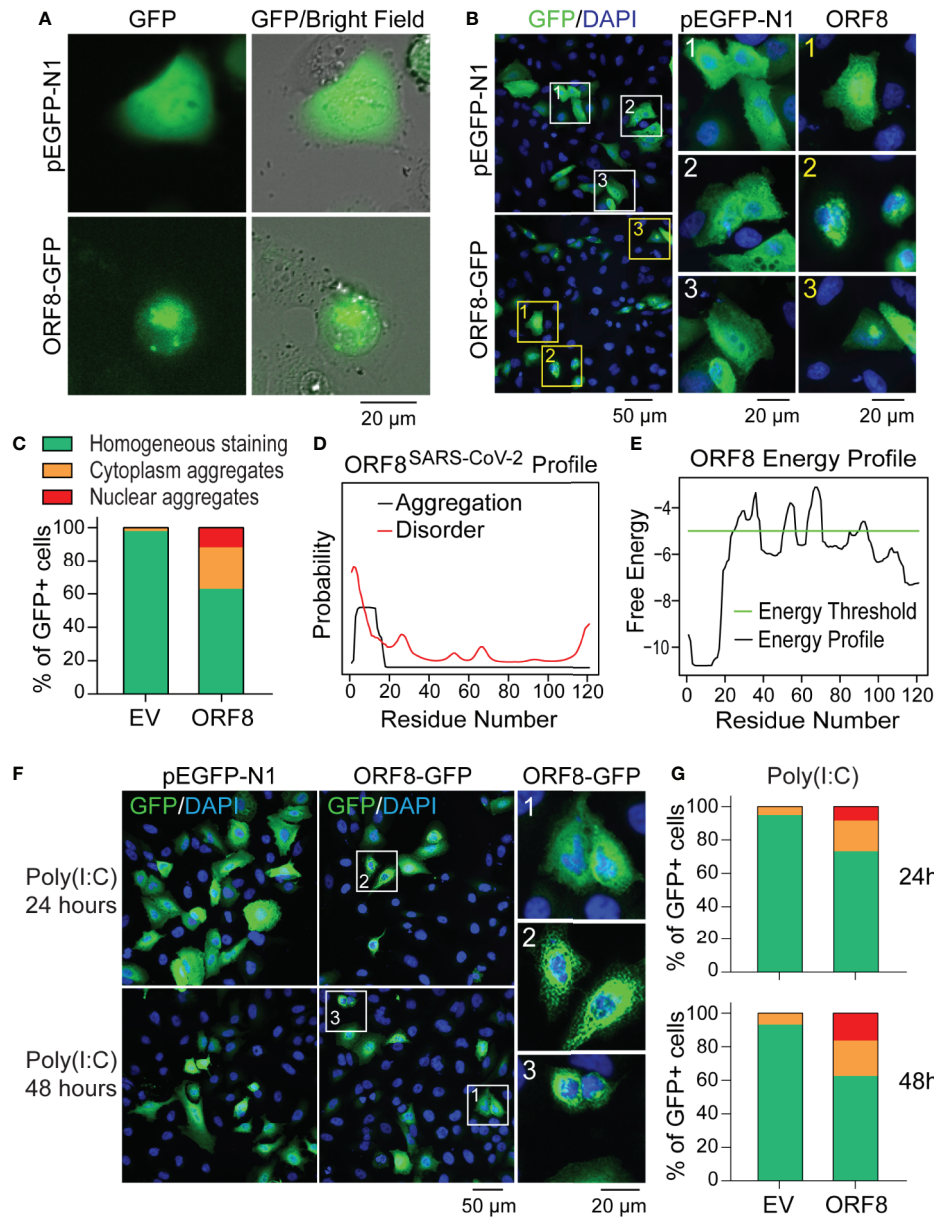 A
GFP
GFP/Bright Field
pEGFP-N1
ORF8-GFP
20 µm
B
GFP/DAPI
pEGFP-N1
ORF8
pEGFP-N1
ORF8-GFP
1
2
3
3
1
2
1
2
3
1
2
3
50 µm
20 µm
20 µm
C
Homogeneous staining
Cytoplasm aggregates
Nuclear aggregates
% of GFP+ cells
100
80
60
40
20
0
EV
ORF8
D
ORF8SARS-CoV-2 Profile
Aggregation
Disorder
Probability
0
20
40
60
80
100
120
Residue Number
E
ORF8 Energy Profile
Free Energy
−4
−6
−8
−10
Energy Threshold
Energy Profile
0
20
40
60
80
100
120
Residue Number
F
pEGFP-N1
ORF8-GFP
ORF8-GFP
GFP/DAPI
GFP/DAPI
Poly(I:C)
24 hours
Poly(I:C)
48 hours
2
3
1
1
2
3
50 µm
20 µm
G
Poly(I:C)
% of GFP+ cells
100
80
60
40
20
0
24h
% of GFP+ cells
100
80
60
40
20
0
48h
EV
ORF8